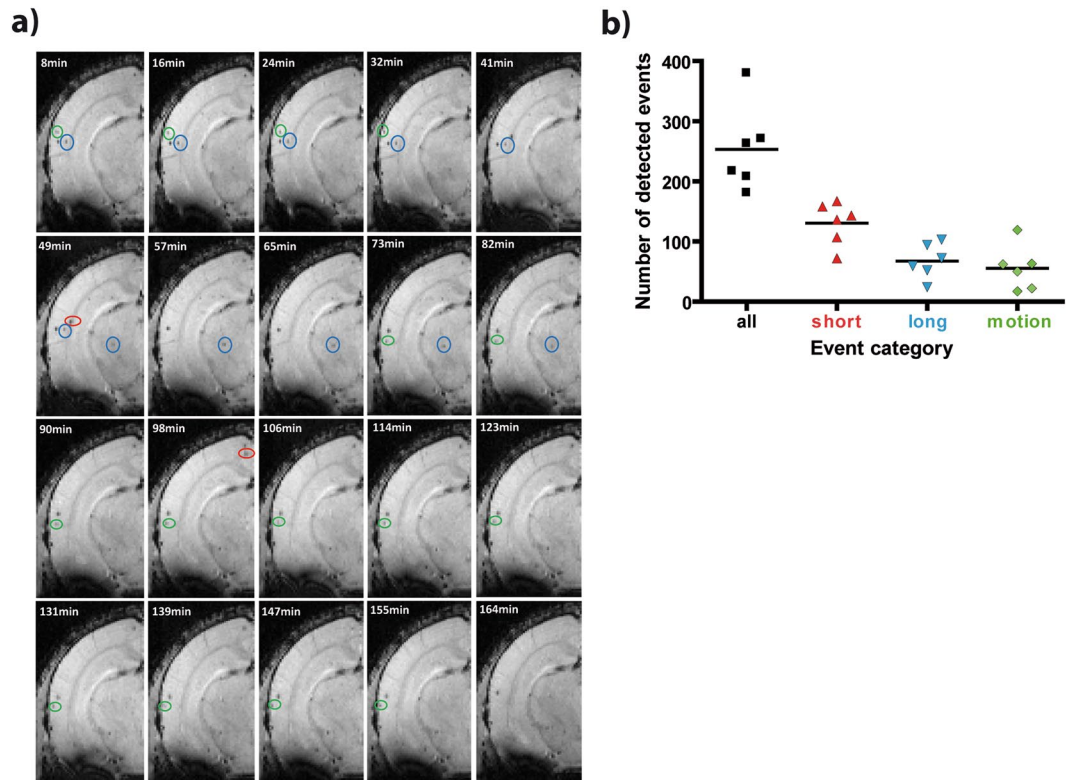 a)
8min 16min 24min 32min 41min
49min 57min 65min 73min 82min
90min 98min 106min 114min 123min
131min 139min 147min 155min 164min
b)
Number of detected events
400
300
200
100
0
all short long motion
Event category